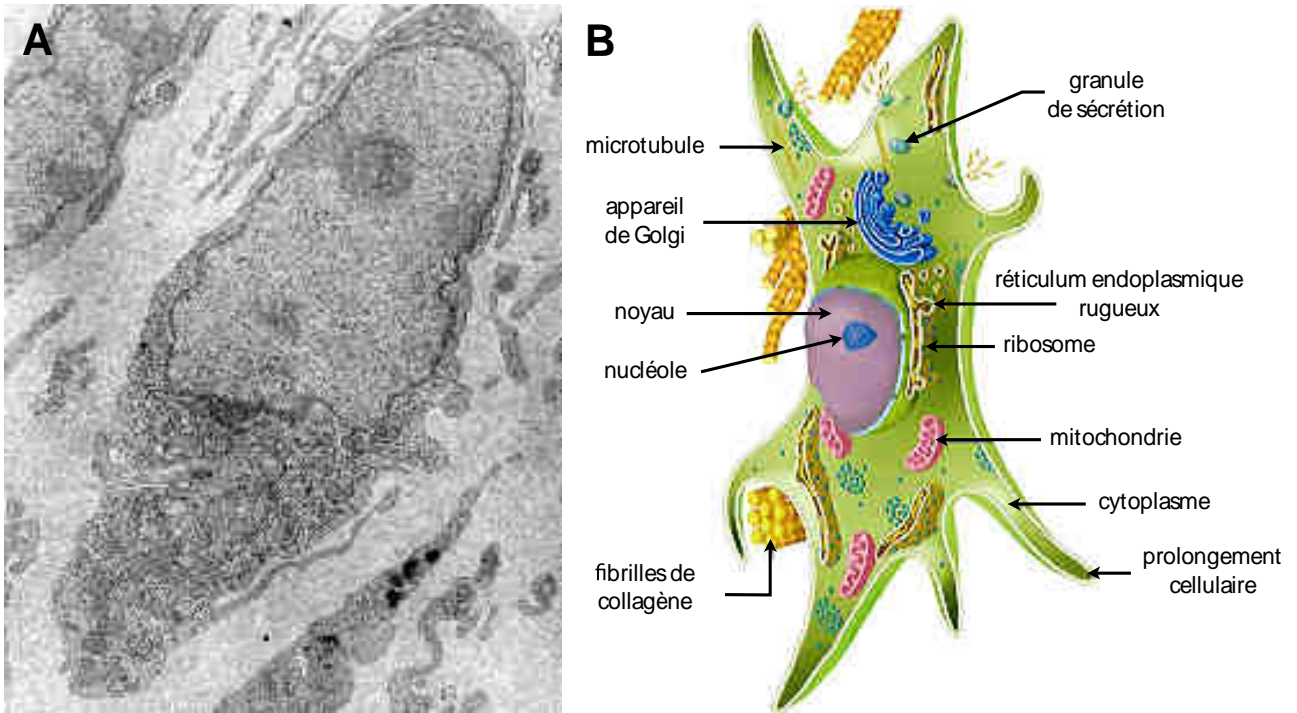 A
B
granule
de sécrétion
microtubule
appareil
de Golgi
réticulum endoplasmique
rugueux
noyau
ribosome
nucléole
mitochondrie
cytoplasme
prolongement
cellulaire
fibrilles de
collagène